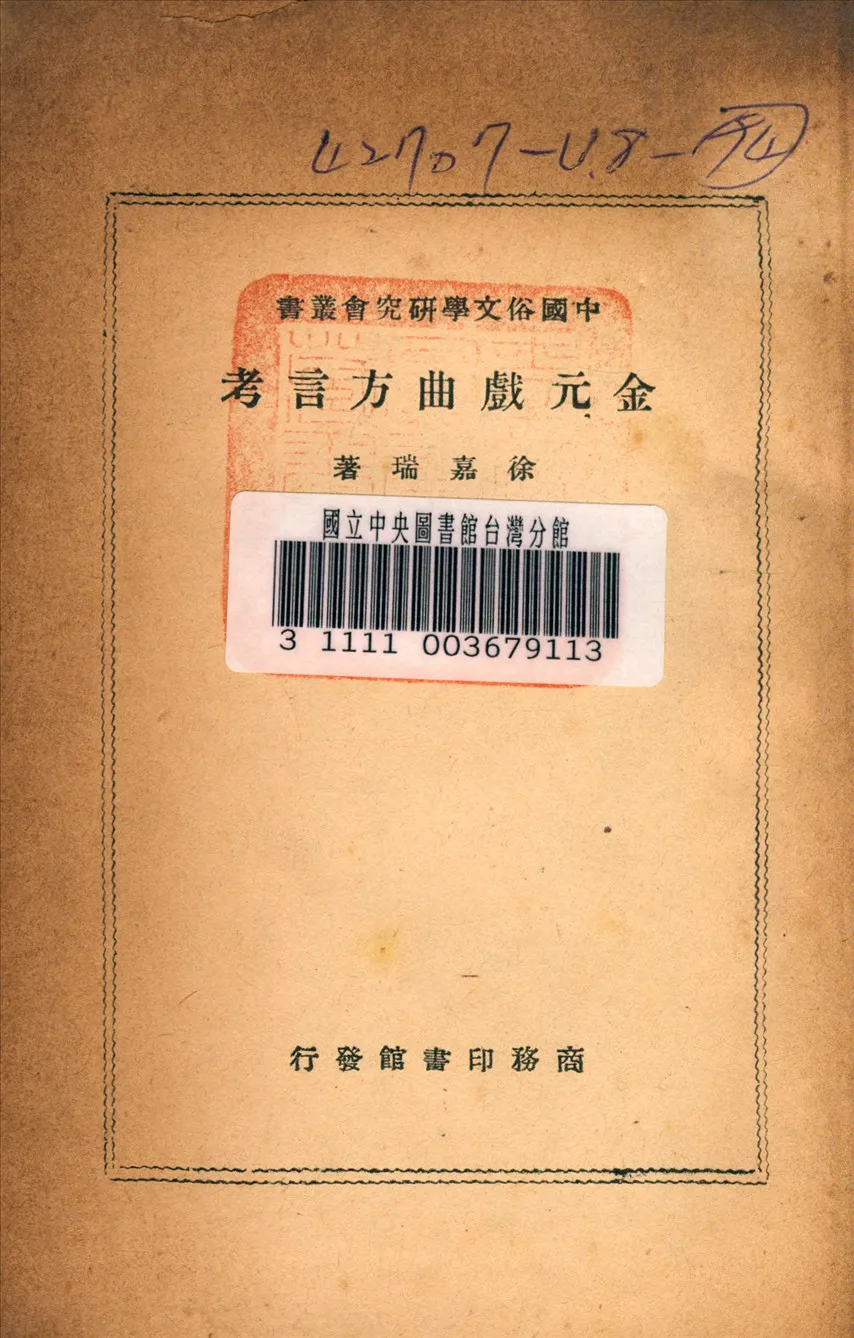 中國俗文學研究會叢書
金元戲曲方言考
徐嘉瑞著
國立中央圖書館台灣分館
3 1111 003679113
商務印書館發行